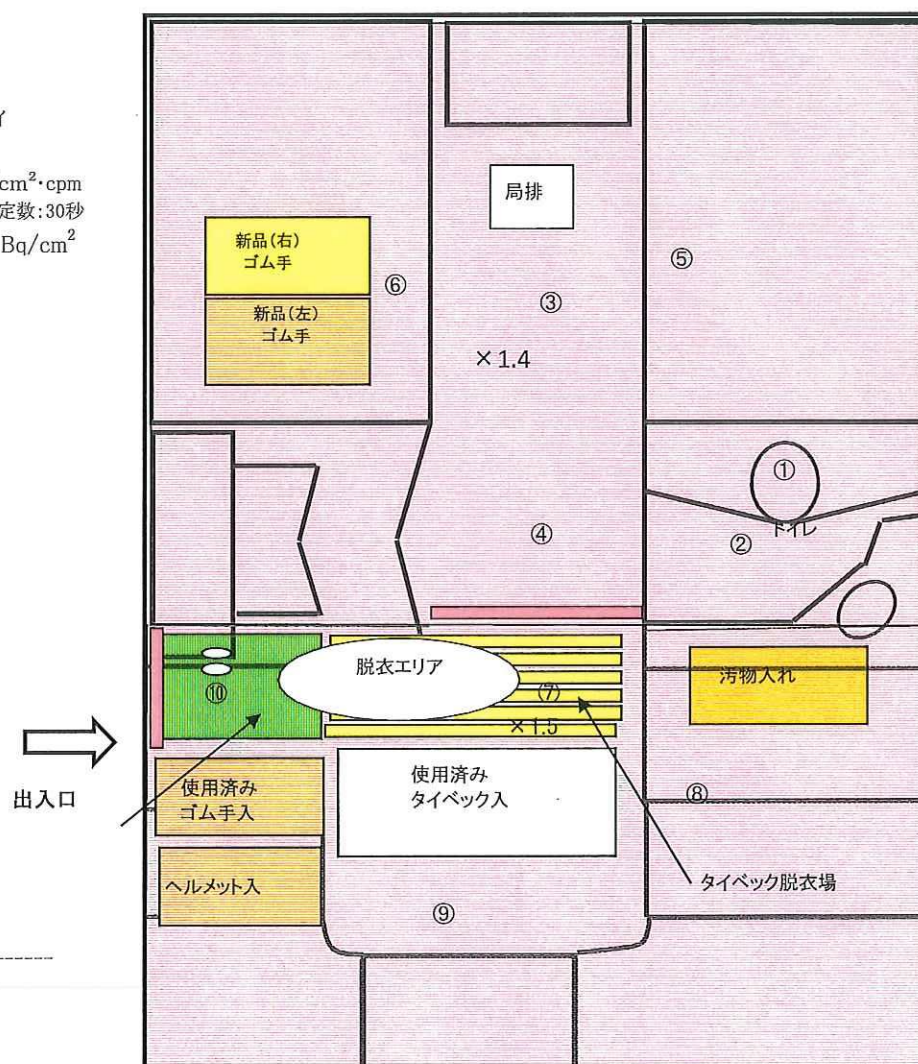 イ
cm²・cpm
定数:30秒
Bq/cm²
局排
新品(右)
ゴム手
新品(左)
ゴム手
⑥
③
⑤
×1.4
①
④
②
トイレ
脱衣エリア
⑦
×1.5
⑩
汚物入れ
出入口
使用済み
ゴム手入
使用済み
タイベック入
⑧
ヘルメット入
タイベック脱衣場
⑨